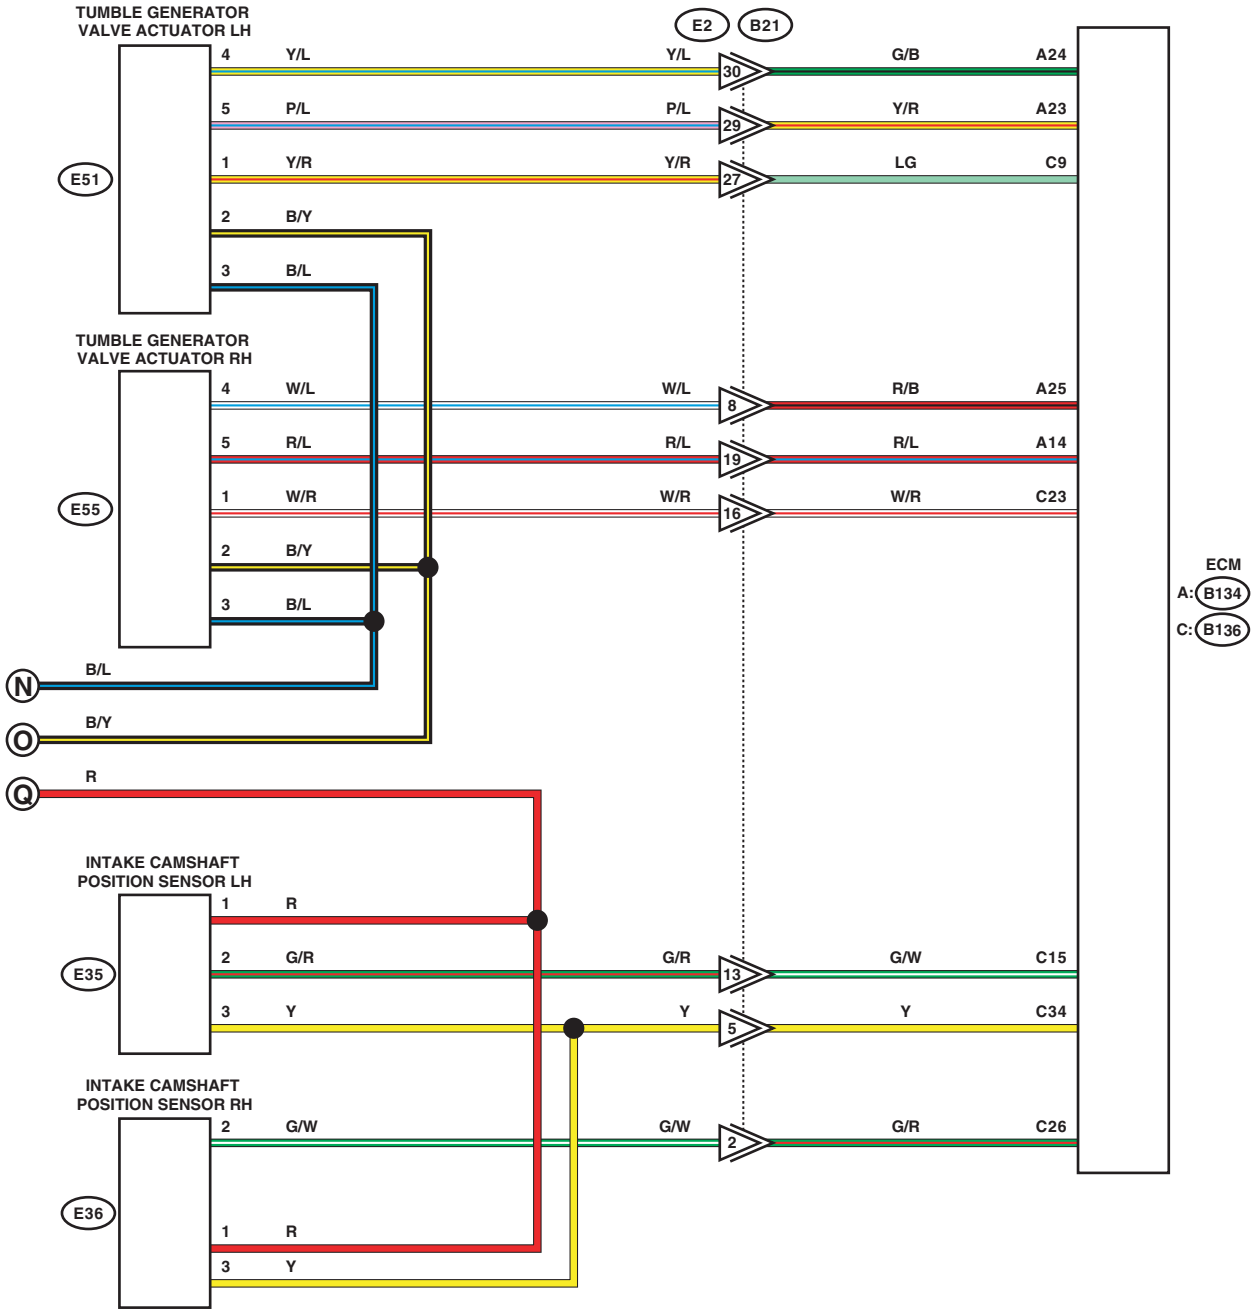 TUMBLE GENERATOR
VALVE ACTUATOR LH
E2 B21
4 Y/L Y/L 30 G/B A24
5 P/L P/L 29 Y/R A23
1 Y/R Y/R 27 LG C9
E51
2 B/Y
3 B/L
TUMBLE GENERATOR
VALVE ACTUATOR RH
4 W/L W/L 8 R/B A25
5 R/L R/L 19 R/L A14
1 W/R W/R 16 W/R C23
E55
2 B/Y
ECM
A: B134
3 B/L
C: B136
B/L
N
B/Y
O
R
Q
INTAKE CAMSHAFT
POSITION SENSOR LH
1 R
2 G/R G/R 13 G/W C15
E35
3 Y Y 5 Y C34
INTAKE CAMSHAFT
POSITION SENSOR RH
2 G/W G/W 2 G/R C26
E36
1 R
3 Y